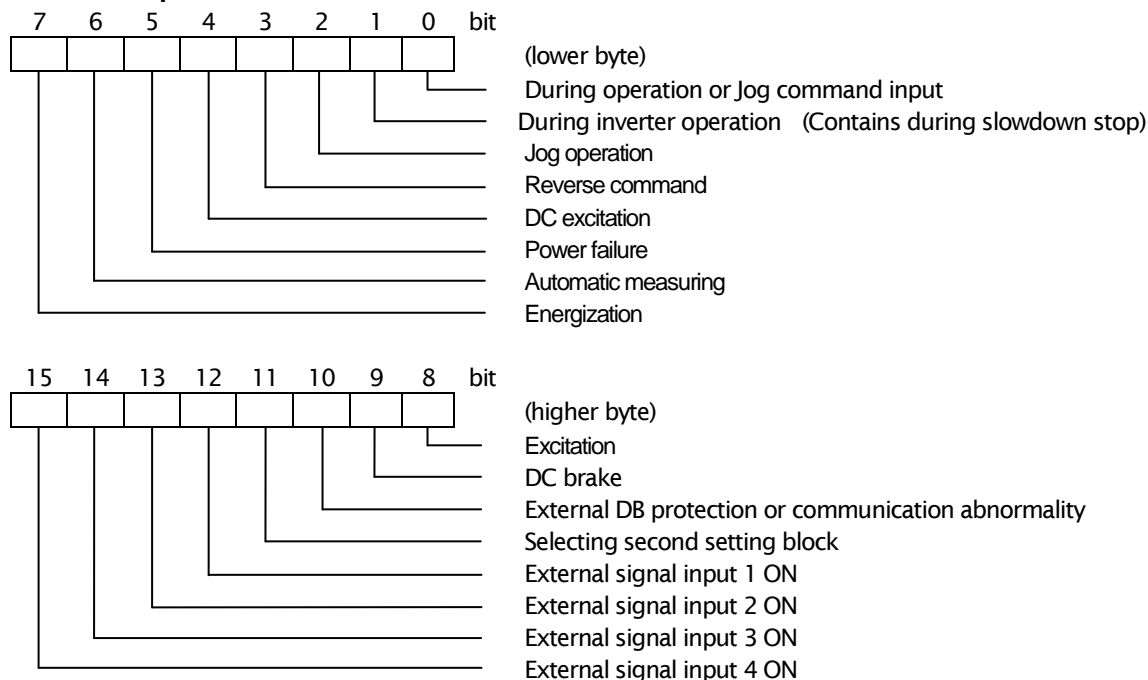 7 6 5 4 3 2 1 0 bit
(lower byte)
During operation or Jog command input
During inverter operation (Contains during slowdown stop)
Jog operation
Reverse command
DC excitation
Power failure
Automatic measuring
Energization
15 14 13 12 11 10 9 8 bit
(higher byte)
Excitation
DC brake
External DB protection or communication abnormality
Selecting second setting block
External signal input 1 ON
External signal input 2 ON
External signal input 3 ON
External signal input 4 ON